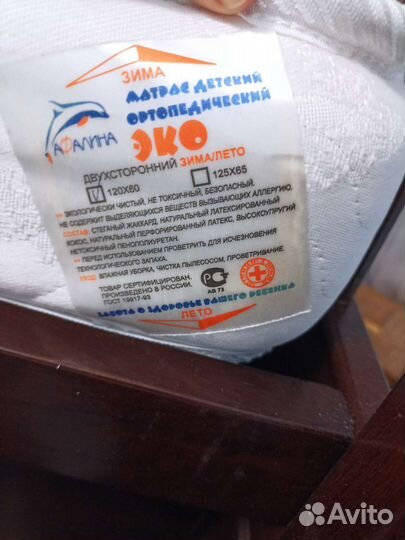 ЗИМА
МАТРАС ДЕТСКИЙ
ОРТОПЕДИЧЕСКИЙ
АФАЛИНА
ЭКО
ДВУХСТОРОННИЙ ЗИМА/ЛЕТО
120Х60 125Х65
ЭКОЛОГИЧЕСКИ ЧИСТЫЙ, НЕ ТОКСИЧНЫЙ, БЕЗОПАСНЫЙ.
НЕ СОДЕРЖИТ ВЫДЕЛЯЮЩИХСЯ ВЕЩЕСТВ ВЫЗЫВАЮЩИХ АЛЛЕРГИЮ.
СОСТАВ: СТЕГАНЫЙ ЖАККАРД, НАТУРАЛЬНЫЙ ЛАТЕКСИРОВАННЫЙ
КОКОС, НАТУРАЛЬНЫЙ ПЕРФОРИРОВАННЫЙ ЛАТЕКС, ВЫСОКОУПРУГИЙ
НЕТОКСИЧНЫЙ ПЕНОПОЛИУРЕТАН.
ПЕРЕД ИСПОЛЬЗОВАНИЕМ ПРОВЕТРИТЬ ДЛЯ ИСЧЕЗНОВЕНИЯ
ТЕХНОЛОГИЧЕСКОГО ЗАПАХА.
УХОД: ВЛАЖНАЯ УБОРКА, ЧИСТКА ПЫЛЕСОСОМ, ПРОВЕТРИВАНИЕ.
ТОВАР СЕРТИФИЦИРОВАН.
ПРОИЗВЕДЕНО В РОССИИ.
ГОСТ 19917-93
АВ 73
ЗАБОТА О ЗДОРОВЬЕ ВАШЕГО РЕБЕНКА
ЛЕТО
Avito